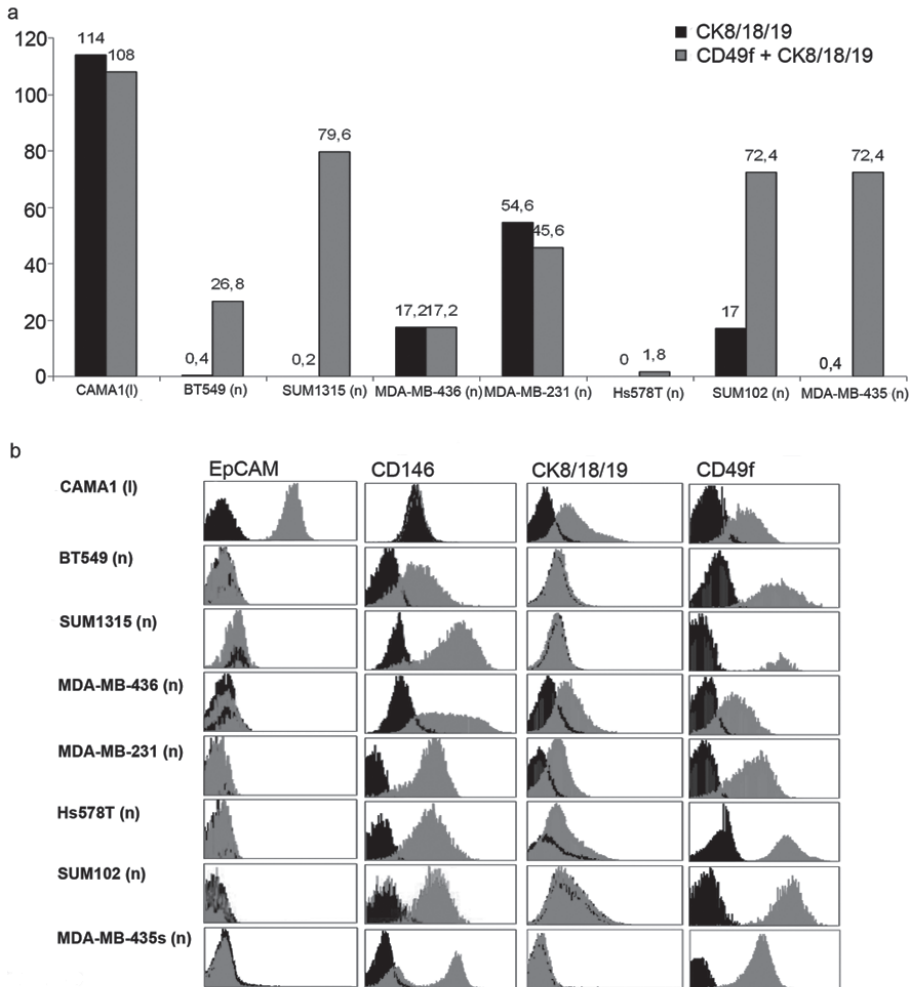 a
CK8/18/19
CD49f + CK8/18/19
120
100
80
60
40
20
0
114
108
0,4
26,8
0,2
79,6
17,2
17,2
54,6
45,6
0
1,8
17
72,4
0,4
72,4
CAMA1(l)
BT549 (n)
SUM1315 (n)
MDA-MB-436 (n)
MDA-MB-231 (n)
Hs578T (n)
SUM102 (n)
MDA-MB-435 (n)
b
EpCAM
CD146
CK8/18/19
CD49f
CAMA1 (l)
BT549 (n)
SUM1315 (n)
MDA-MB-436 (n)
MDA-MB-231 (n)
Hs578T (n)
SUM102 (n)
MDA-MB-435s (n)